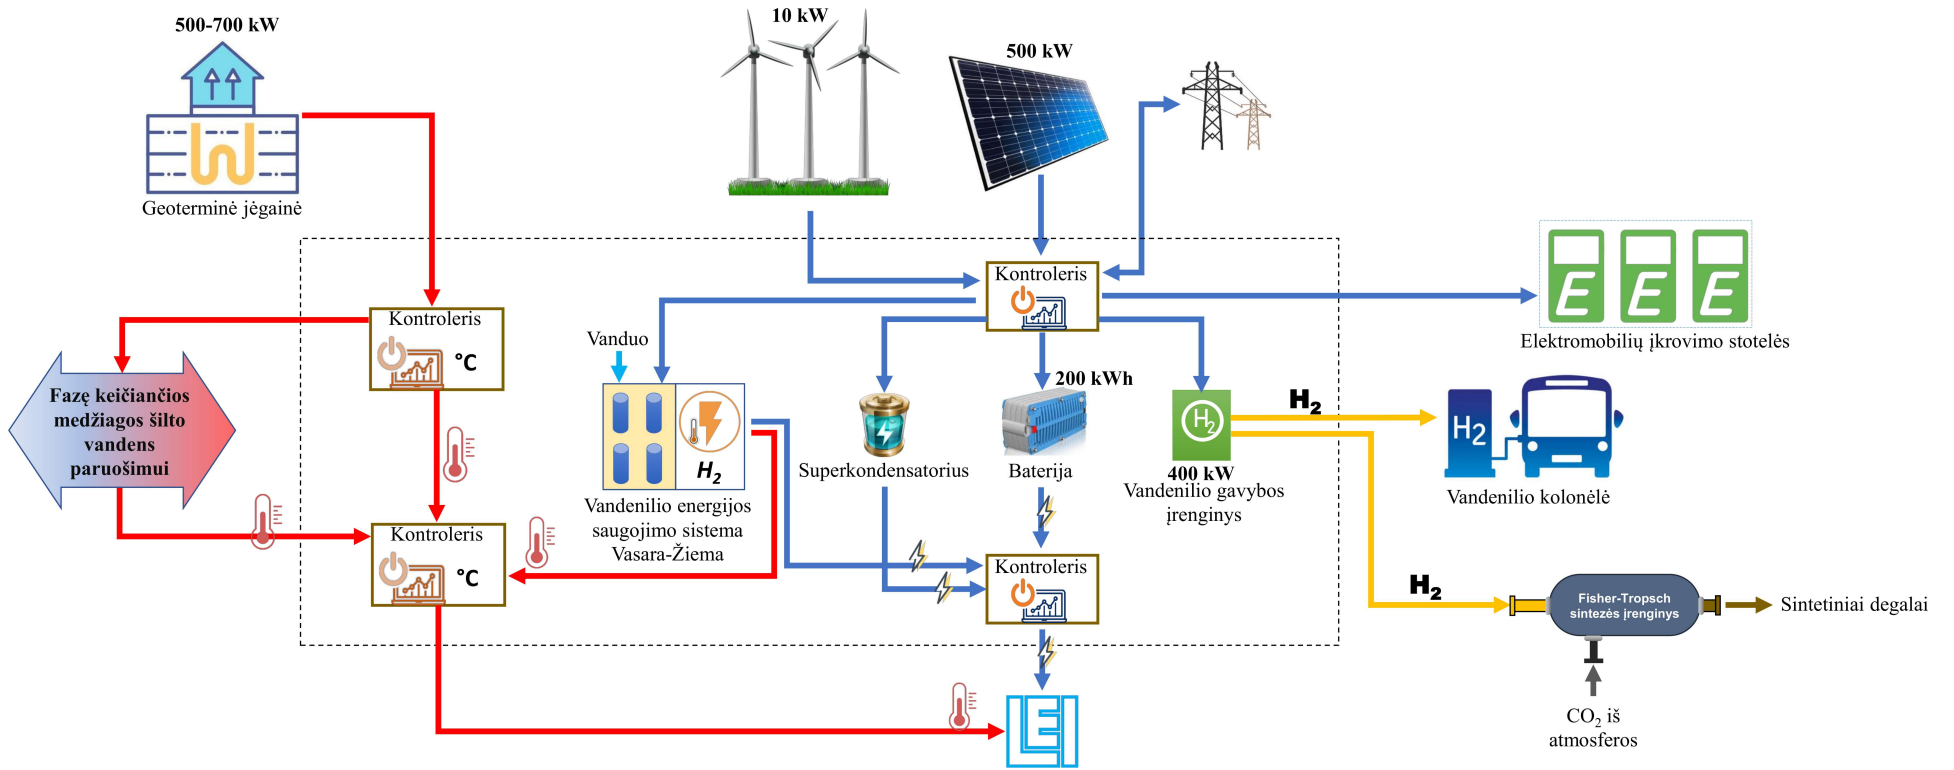 500-700 kW
10 kW
500 kW
Geoterminė jėgainė
Kontroleris
Kontroleris
°C
Vanduo
Elektromobilių įkrovimo stotelės
E
E
E
Fazę keičiančios
medžiagos šilto
vandens
paruošimui
200 kWh
H2
H₂
H2
H₂
Superkondensatorius
Baterija
400 kW
Vandenilio gavybos
įrenginys
Vandenilio kolonėlė
Vandenilio energijos
saugojimo sistema
Vasara-Žiema
Kontroleris
°C
Kontroleris
H₂
Fisher-Tropsch
sintezės įrenginys
Sintetiniai degalai
CO₂ iš
atmosferos
LEI